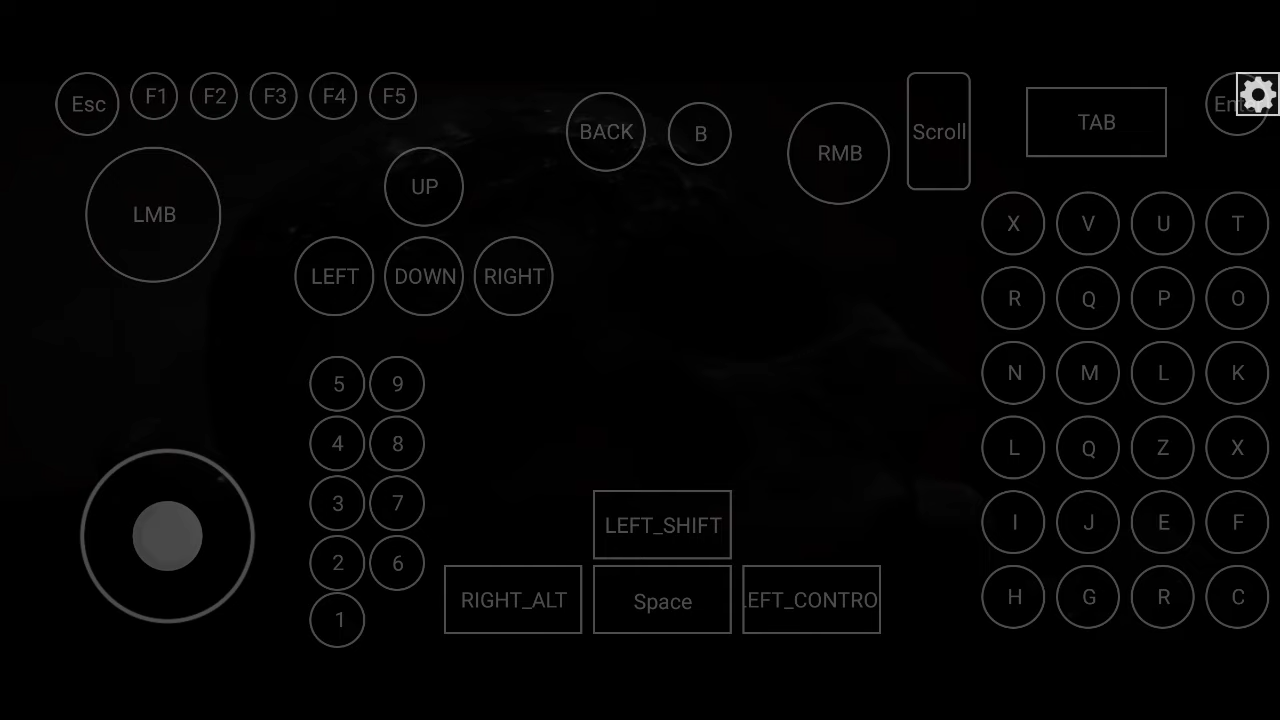 Esc F1 F2 F3 F4 F5
BACK B RMB Scroll TAB
UP
LMB
LEFT DOWN RIGHT
X V U T
R Q P O
5 9
N M L K
4 8
L Q Z X
3 7
LEFT_SHIFT
I J E F
2 6
RIGHT_ALT Space EFT_CONTRO
H G R C
1